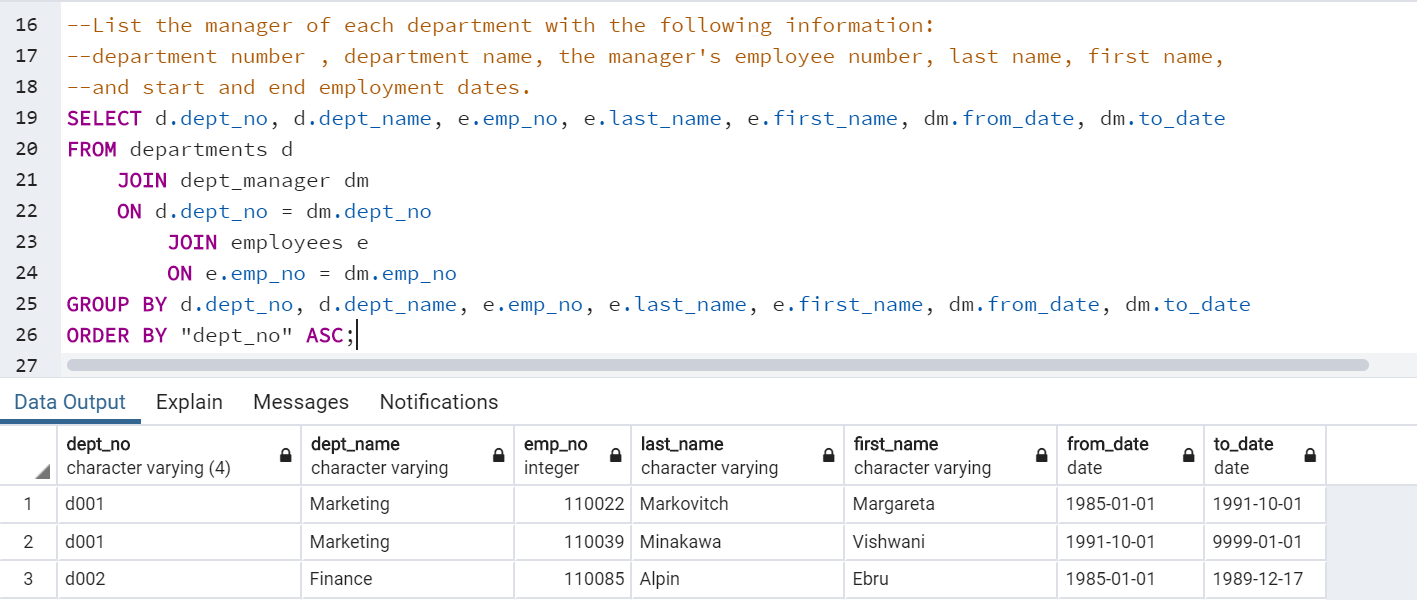 16 --List the manager of each department with the following information:
17 --department number , department name, the manager's employee number, last name, first name,
18 --and start and end employment dates.
19 SELECT d.dept_no, d.dept_name, e.emp_no, e.last_name, e.first_name, dm.from_date, dm.to_date
20 FROM departments d
21 JOIN dept_manager dm
22 ON d.dept_no = dm.dept_no
23 JOIN employees e
24 ON e.emp_no = dm.emp_no
25 GROUP BY d.dept_no, d.dept_name, e.emp_no, e.last_name, e.first_name, dm.from_date, dm.to_date
26 ORDER BY "dept_no" ASC;
27
Data Output Explain Messages Notifications
dept_no dept_name emp_no last_name first_name from_date to_date
character varying (4) character varying integer character varying character varying date date
1 d001 Marketing 110022 Markovitch Margareta 1985-01-01 1991-10-01
2 d001 Marketing 110039 Minakawa Vishwani 1991-10-01 9999-01-01
3 d002 Finance 110085 Alpin Ebru 1985-01-01 1989-12-17